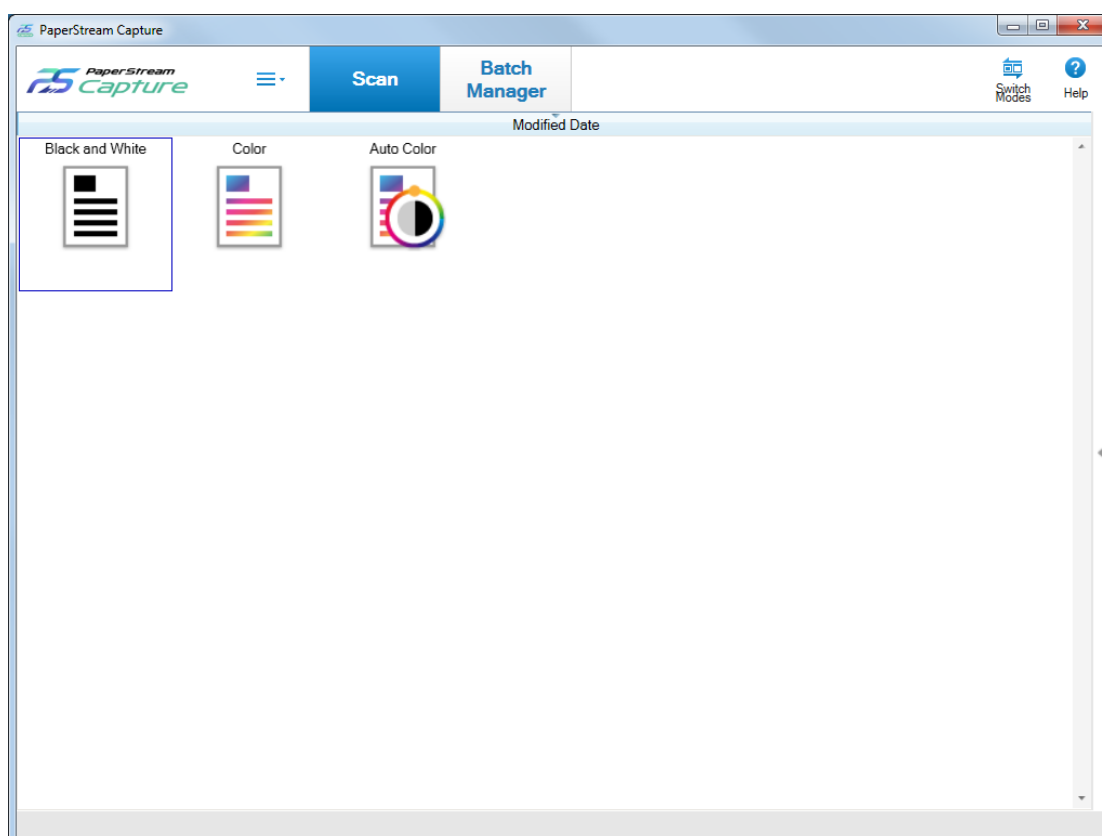 PaperStream Capture
PaperStream
Capture
Scan
Batch
Manager
Switch
Modes
Help
Modified Date
Black and White
Color
Auto Color